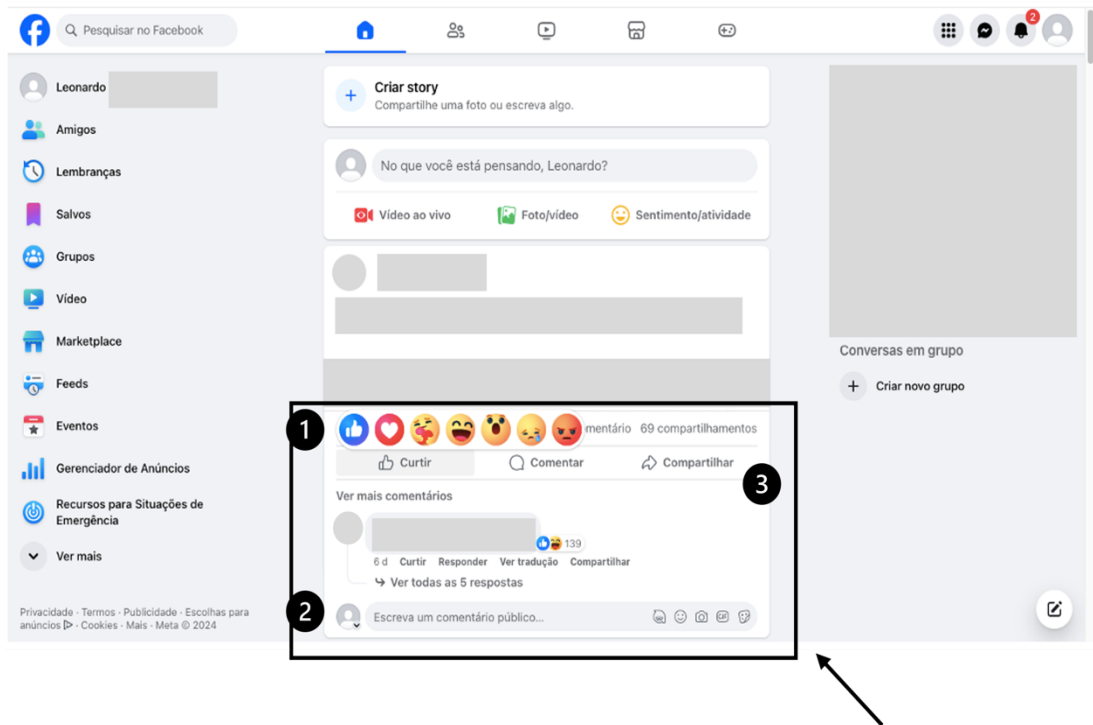 Pesquisar no Facebook
2
Leonardo
Amigos
Lembranças
Salvos
Grupos
Vídeo
Marketplace
Feeds
Eventos
Gerenciador de Anúncios
Recursos para Situações de
Emergência
Ver mais
Privacidade · Termos · Publicidade · Escolhas para
anúncios · Cookies · Mais · Meta © 2024
Criar story
Compartilhe uma foto ou escreva algo.
No que você está pensando, Leonardo?
Vídeo ao vivo Foto/vídeo Sentimento/atividade
1 mentário 69 compartilhamentos
Curtir Comentar Compartilhar
3
Ver mais comentários
139
6 d Curtir Responder Ver tradução Compartilhar
Ver todas as 5 respostas
2 Escreva um comentário público...
GIF
Conversas em grupo
Criar novo grupo